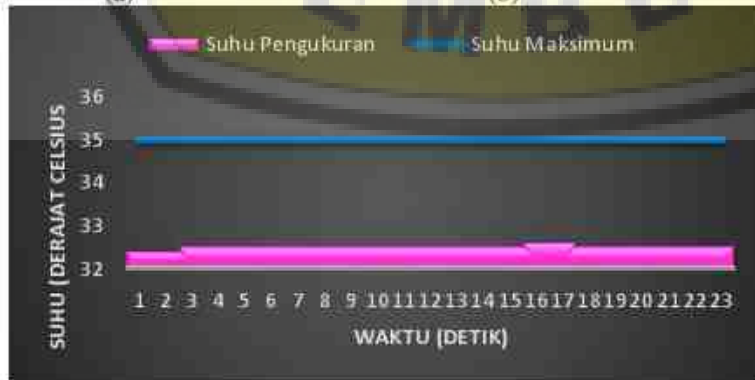 Suhu Pengukuran Suhu Maksimum
SUHU (DERAJAT CELSIUS
36
35
34
33
32
1 2 3 4 5 6 7 8 9 10 11 12 13 14 15 16 17 18 19 20 21 22 23
WAKTU (DETIK)